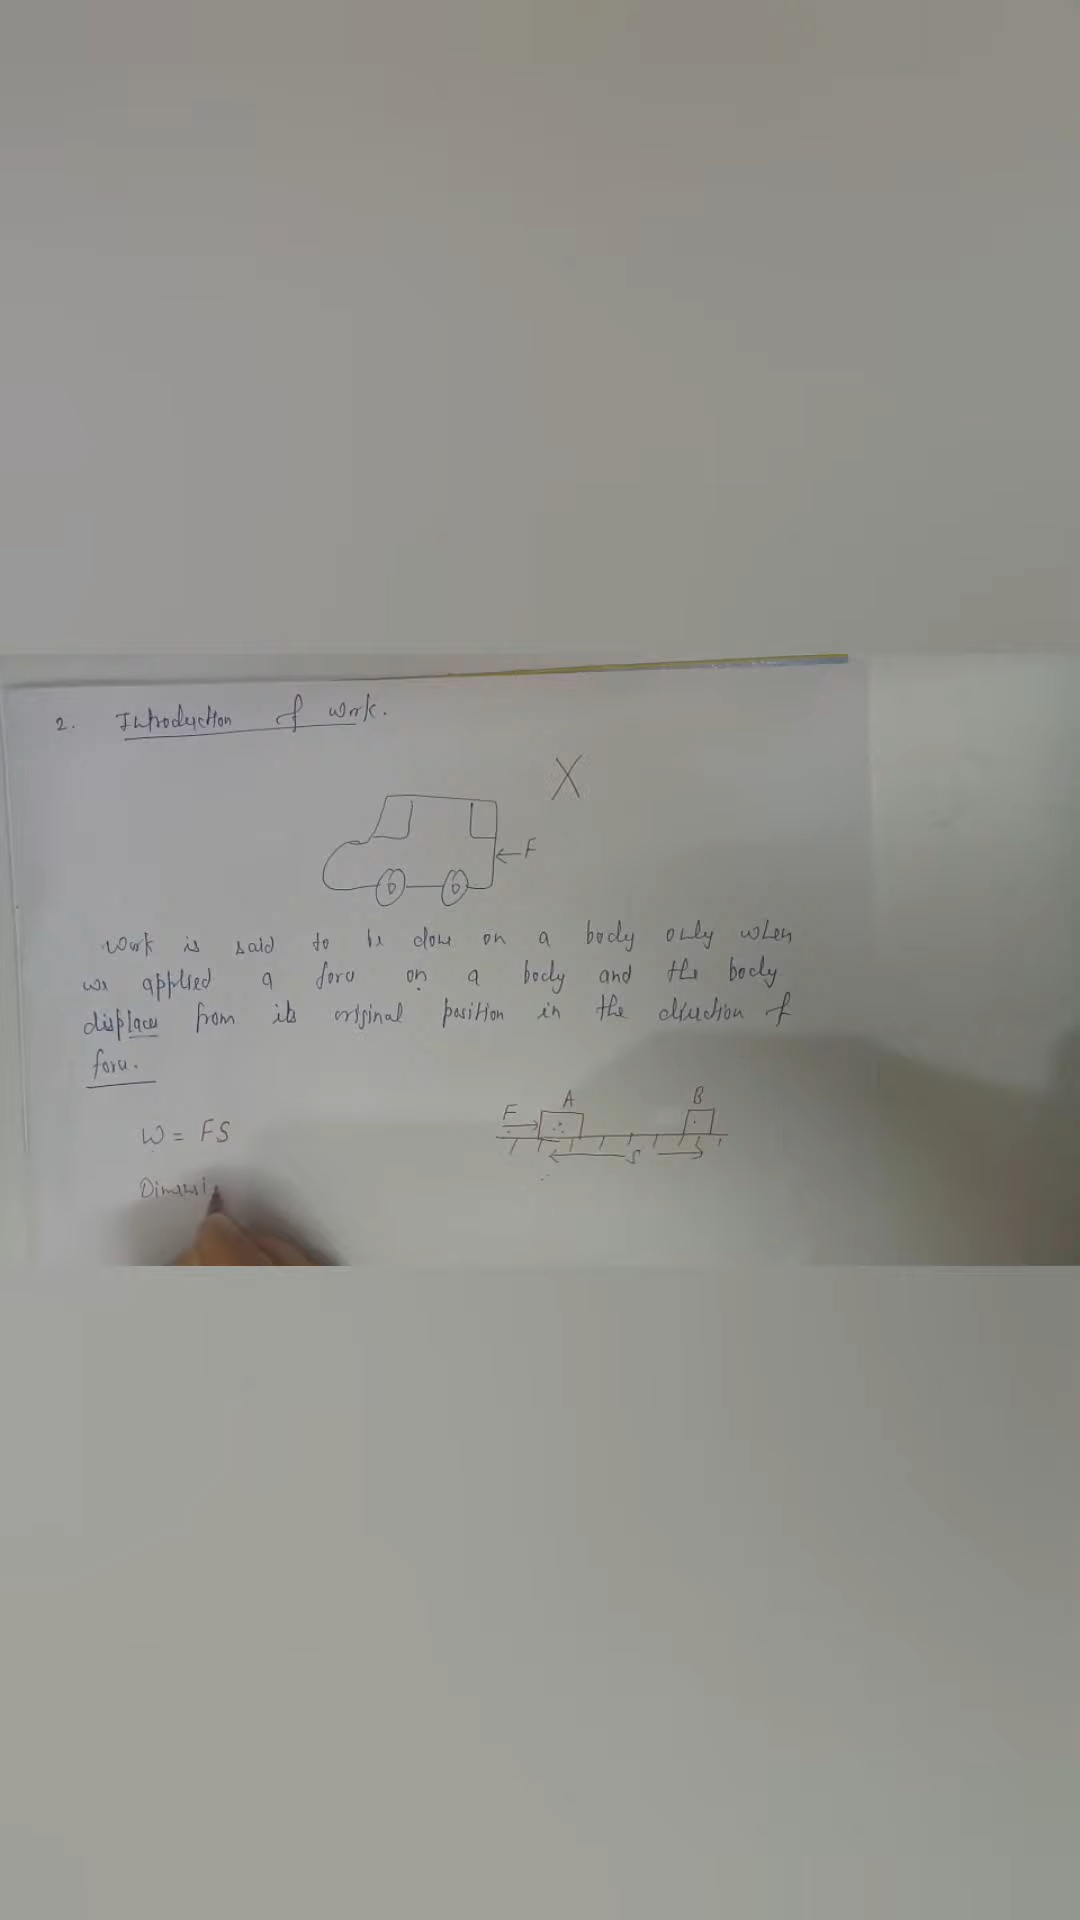 2. Introduction of work.
X
← F
Work is said to be done on a body only when
we applied a force on a body and the body
displaces from its original position in the direction of
force.
F A B
S
W = FS
Dimensi